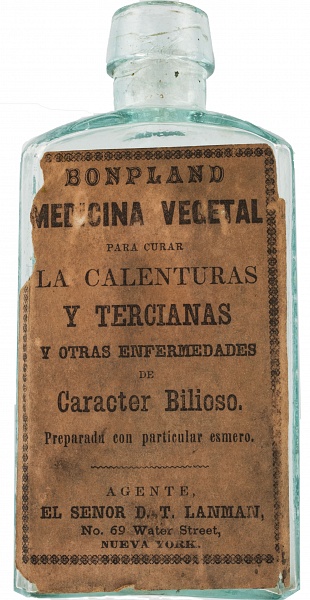 BONPLAND
MEDICINA VEGETAL
PARA CURAR
LA CALENTURAS
Y TERCIANAS
Y OTRAS ENFERMEDADES
DE
Caracter Bilioso.
Preparada con particular esmero.
AGENTE,
EL SENOR D. T. LANMAN,
No. 69 Water Street,
NUEVA YORK.